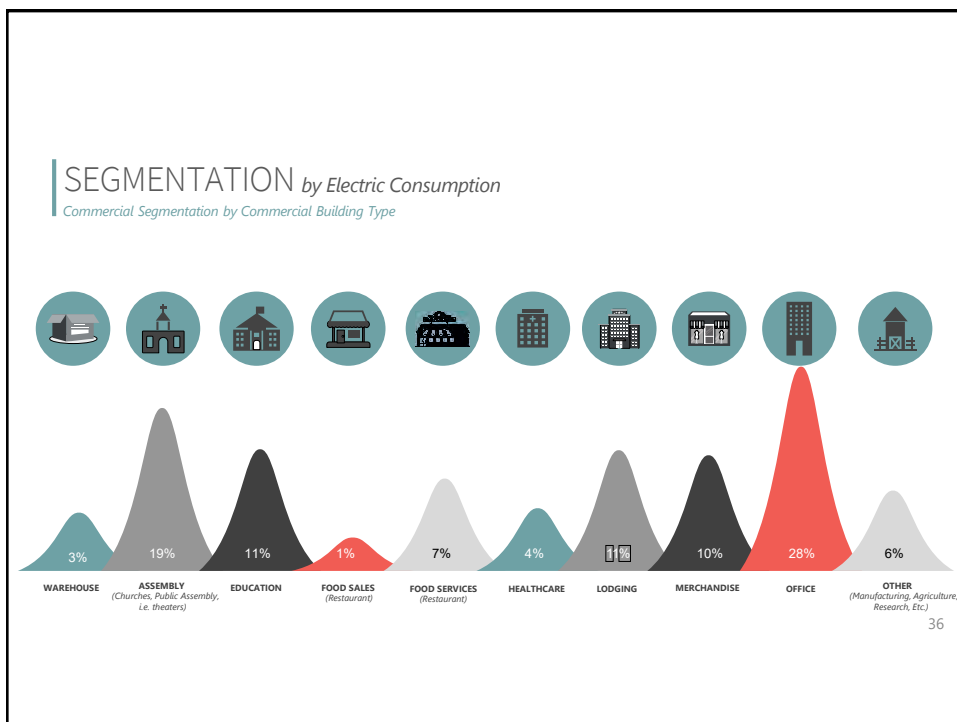 SEGMENTATION by Electric Consumption
Commercial Segmentation by Commercial Building Type
3%
19%
11%
1%
7%
4%
11%
10%
28%
6%
WAREHOUSE
ASSEMBLY
(Churches, Public Assembly,
i.e. theaters)
EDUCATION
FOOD SALES
(Restaurant)
FOOD SERVICES
(Restaurant)
HEALTHCARE
LODGING
MERCHANDISE
OFFICE
OTHER
(Manufacturing, Agriculture,
Research, Etc.)
36